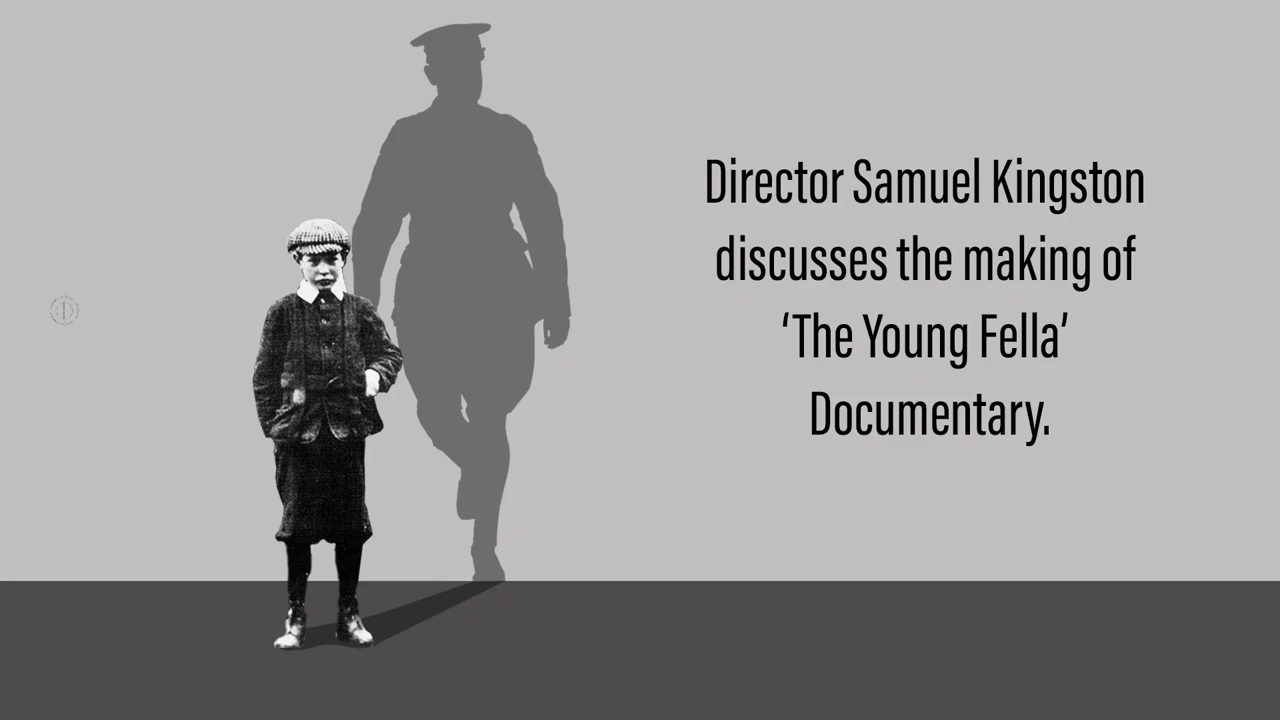 Director Samuel Kingston
discusses the making of
‘The Young Fella’
Documentary.